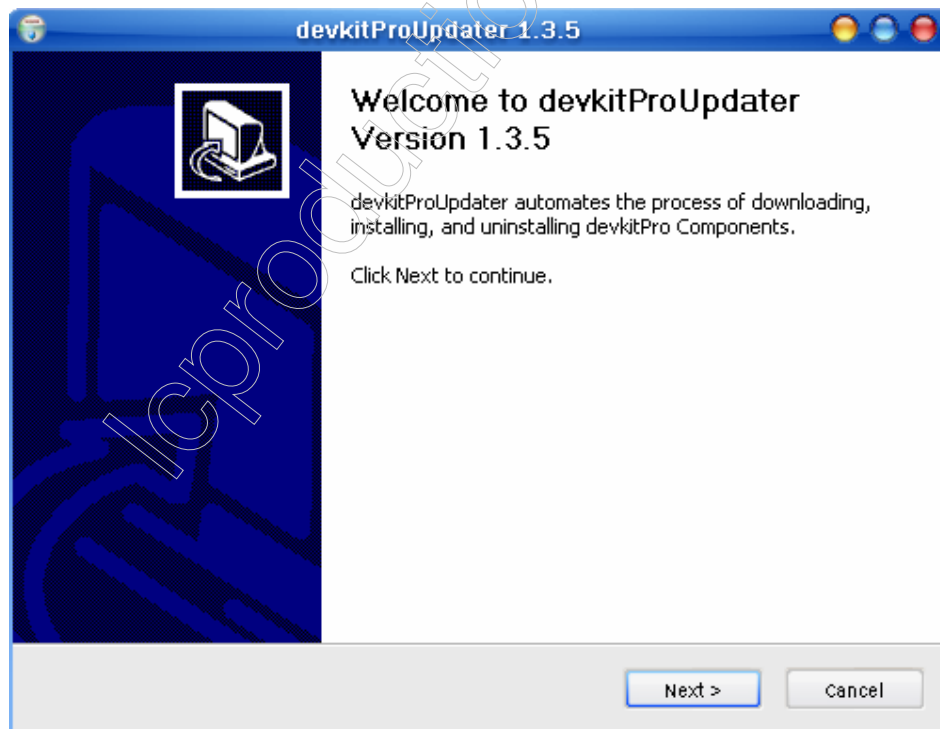 devkitProUpdater 1.3.5
Welcome to devkitProUpdater
Version 1.3.5
devkitProUpdater automates the process of downloading,
installing, and uninstalling devkitPro Components.
Click Next to continue.
Next >
Cancel
lcproductio